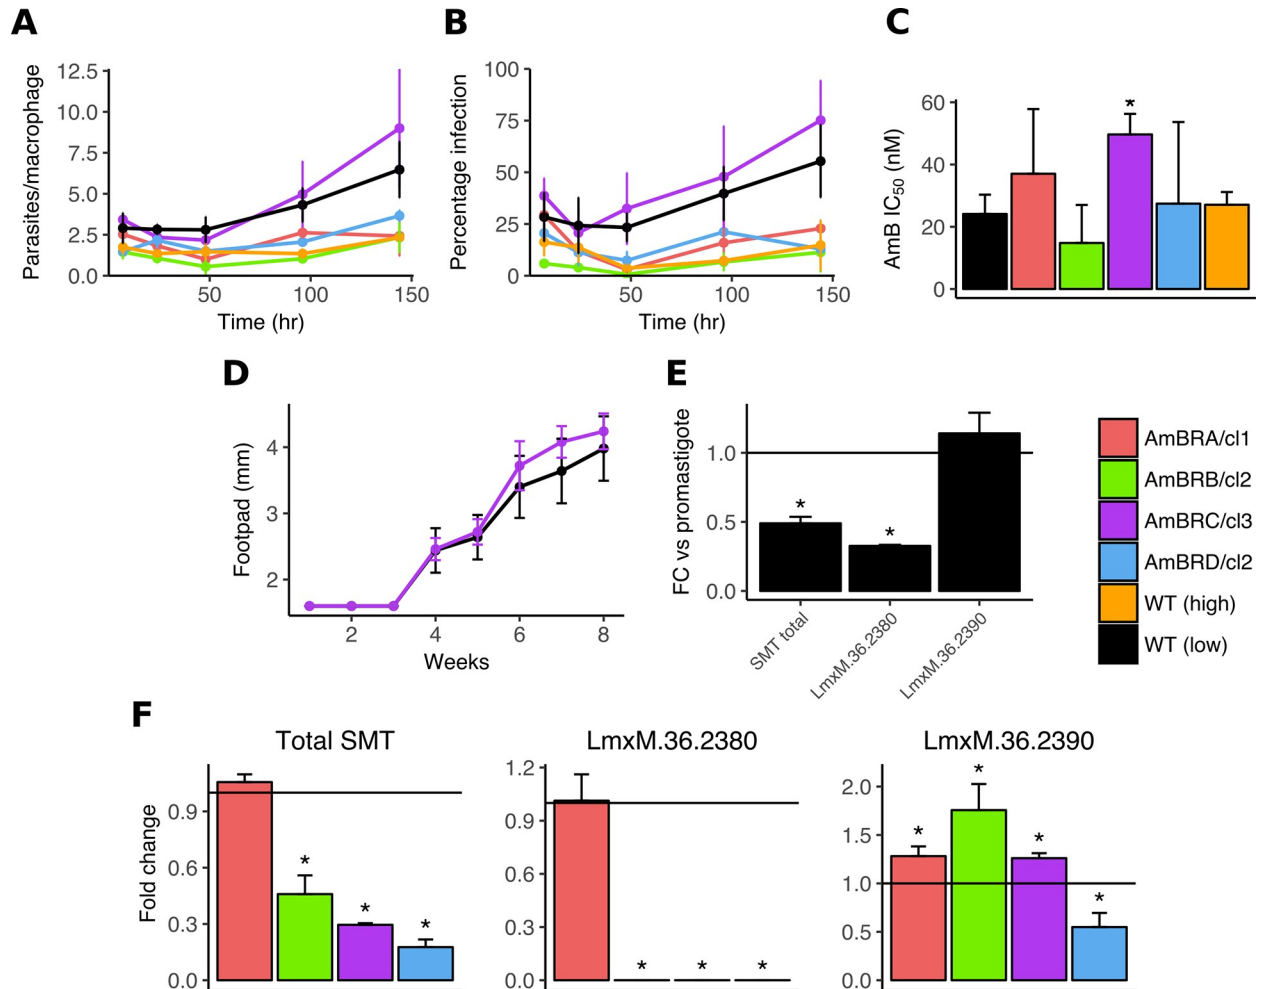 A
Parasites/macrophage
12.5
10.0
7.5
5.0
2.5
0.0
50
100
150
Time (hr)
B
Percentage infection
100
75
50
25
0
50
100
150
Time (hr)
C
AmB IC50 (nM)
60
40
20
0
*
D
Footpad (mm)
4
3
2
2
4
6
8
Weeks
E
FC vs promastigote
1.0
0.5
0.0
*
*
SMT total
LmxM.36.2380
LmxM.36.2390
AmBRA/cl1
AmBRB/cl2
AmBRC/cl3
AmBRD/cl2
WT (high)
WT (low)
F
Total SMT
Fold change
0.9
0.6
0.3
0.0
*
*
*
LmxM.36.2380
1.2
0.9
0.6
0.3
0.0
*
*
*
LmxM.36.2390
2.0
1.5
1.0
0.5
0.0
*
*
*
*